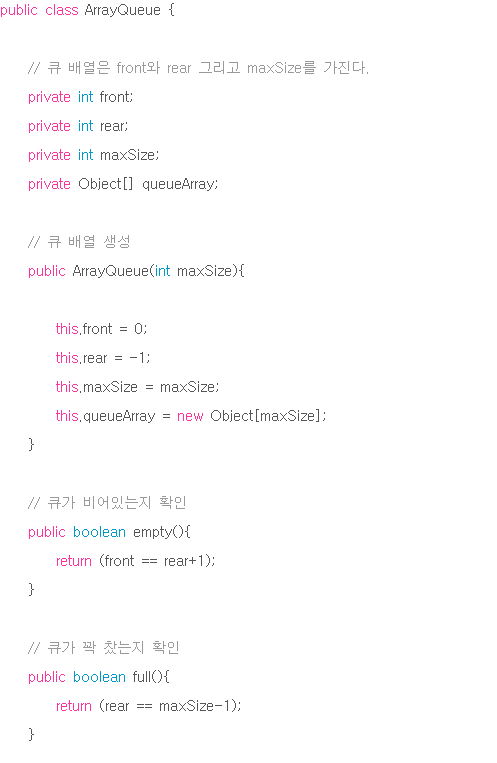 public class ArrayQueue {
// 큐 배열은 front와 rear 그리고 maxSize를 가진다.
private int front;
private int rear;
private int maxSize;
private Object[] queueArray;
// 큐 배열 생성
public ArrayQueue(int maxSize){
this.front = 0;
this.rear = -1;
this.maxSize = maxSize;
this.queueArray = new Object[maxSize];
}
// 큐가 비어있는지 확인
public boolean empty(){
return (front == rear+1);
}
// 큐가 꽉 찼는지 확인
public boolean full(){
return (rear == maxSize-1);
}